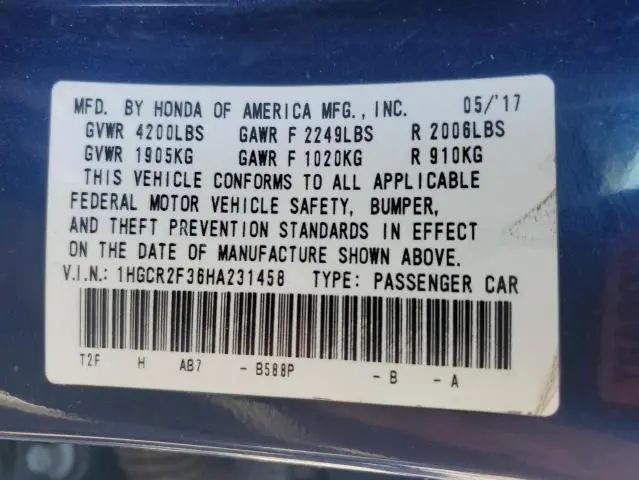 MFD. BY HONDA OF AMERICA MFG., INC. 05/'17
GVWR 4200LBS GAWR F 2249LBS R 2006LBS
GVWR 1905KG GAWR F 1020KG R 910KG
THIS VEHICLE CONFORMS TO ALL APPLICABLE
FEDERAL MOTOR VEHICLE SAFETY, BUMPER,
AND THEFT PREVENTION STANDARDS IN EFFECT
ON THE DATE OF MANUFACTURE SHOWN ABOVE.
V.I.N.: 1HGCR2F36HA231458 TYPE: PASSENGER CAR
T2F H AB7 - B588P - B - A